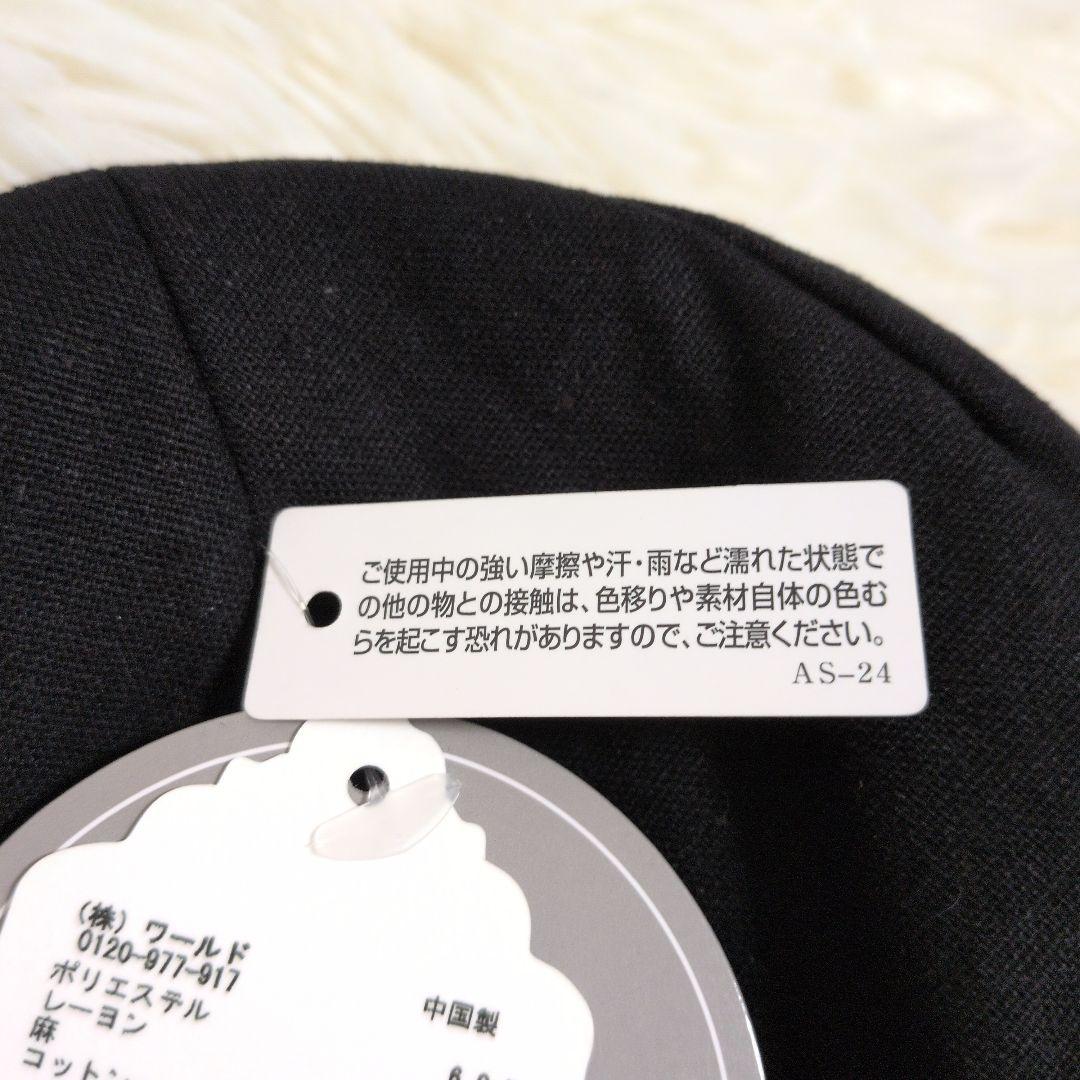 ご使用中の強い摩擦や汗・雨など濡れた状態で
の他の物との接触は、色移りや素材自体の色む
らを起こす恐れがありますので、ご注意ください。
AS-24
(株) ワールド
0120-977-917
ポリエステル
中国製
レーヨン
麻
コットン